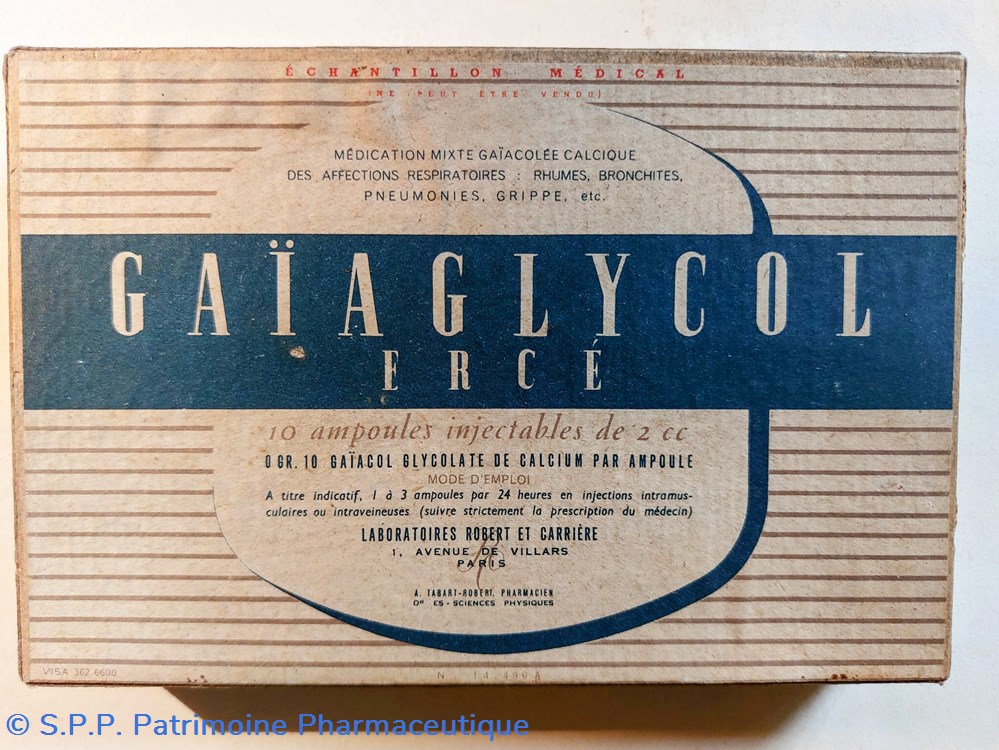 ÉCHANTILLON MÉDICAL
(NE PEUT ÊTRE VENDU)
MÉDICATION MIXTE GAÏACOLÉE CALCIQUE
DES AFFECTIONS RESPIRATOIRES : RHUMES, BRONCHITES,
PNEUMONIES, GRIPPE, etc.
GAÏAGLYCOL
ERCÉ
10 ampoules injectables de 2 cc
0 GR. 10 GAÏACOL GLYCOLATE DE CALCIUM PAR AMPOULE
MODE D'EMPLOI
A titre indicatif, 1 à 3 ampoules par 24 heures en injections intramus-
culaires ou intraveineuses (suivre strictement la prescription du médecin)
LABORATOIRES ROBERT ET CARRIÈRE
1, AVENUE DE VILLARS
PARIS
A. TABART-ROBERT, PHARMACIEN
DR ES-SCIENCES PHYSIQUES
VISA 362.6600
© S.P.P. Patrimoine Pharmaceutique